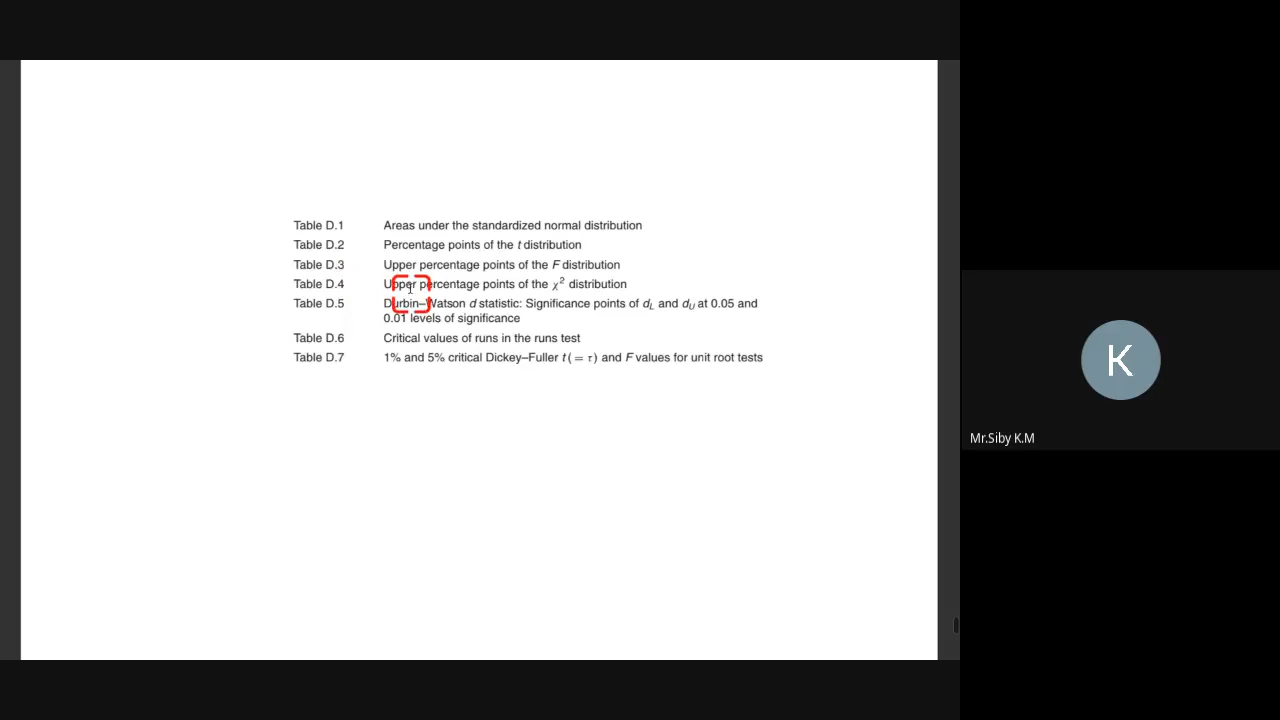 Table D.1 Areas under the standardized normal distribution
Table D.2 Percentage points of the t distribution
Table D.3 Upper percentage points of the F distribution
Table D.4 Upper percentage points of the χ² distribution
Table D.5 Durbin–Watson d statistic: Significance points of d_L and d_U at 0.05 and
0.01 levels of significance
Table D.6 Critical values of runs in the runs test
Table D.7 1% and 5% critical Dickey–Fuller t (= τ) and F values for unit root tests
K
Mr.Siby K.M